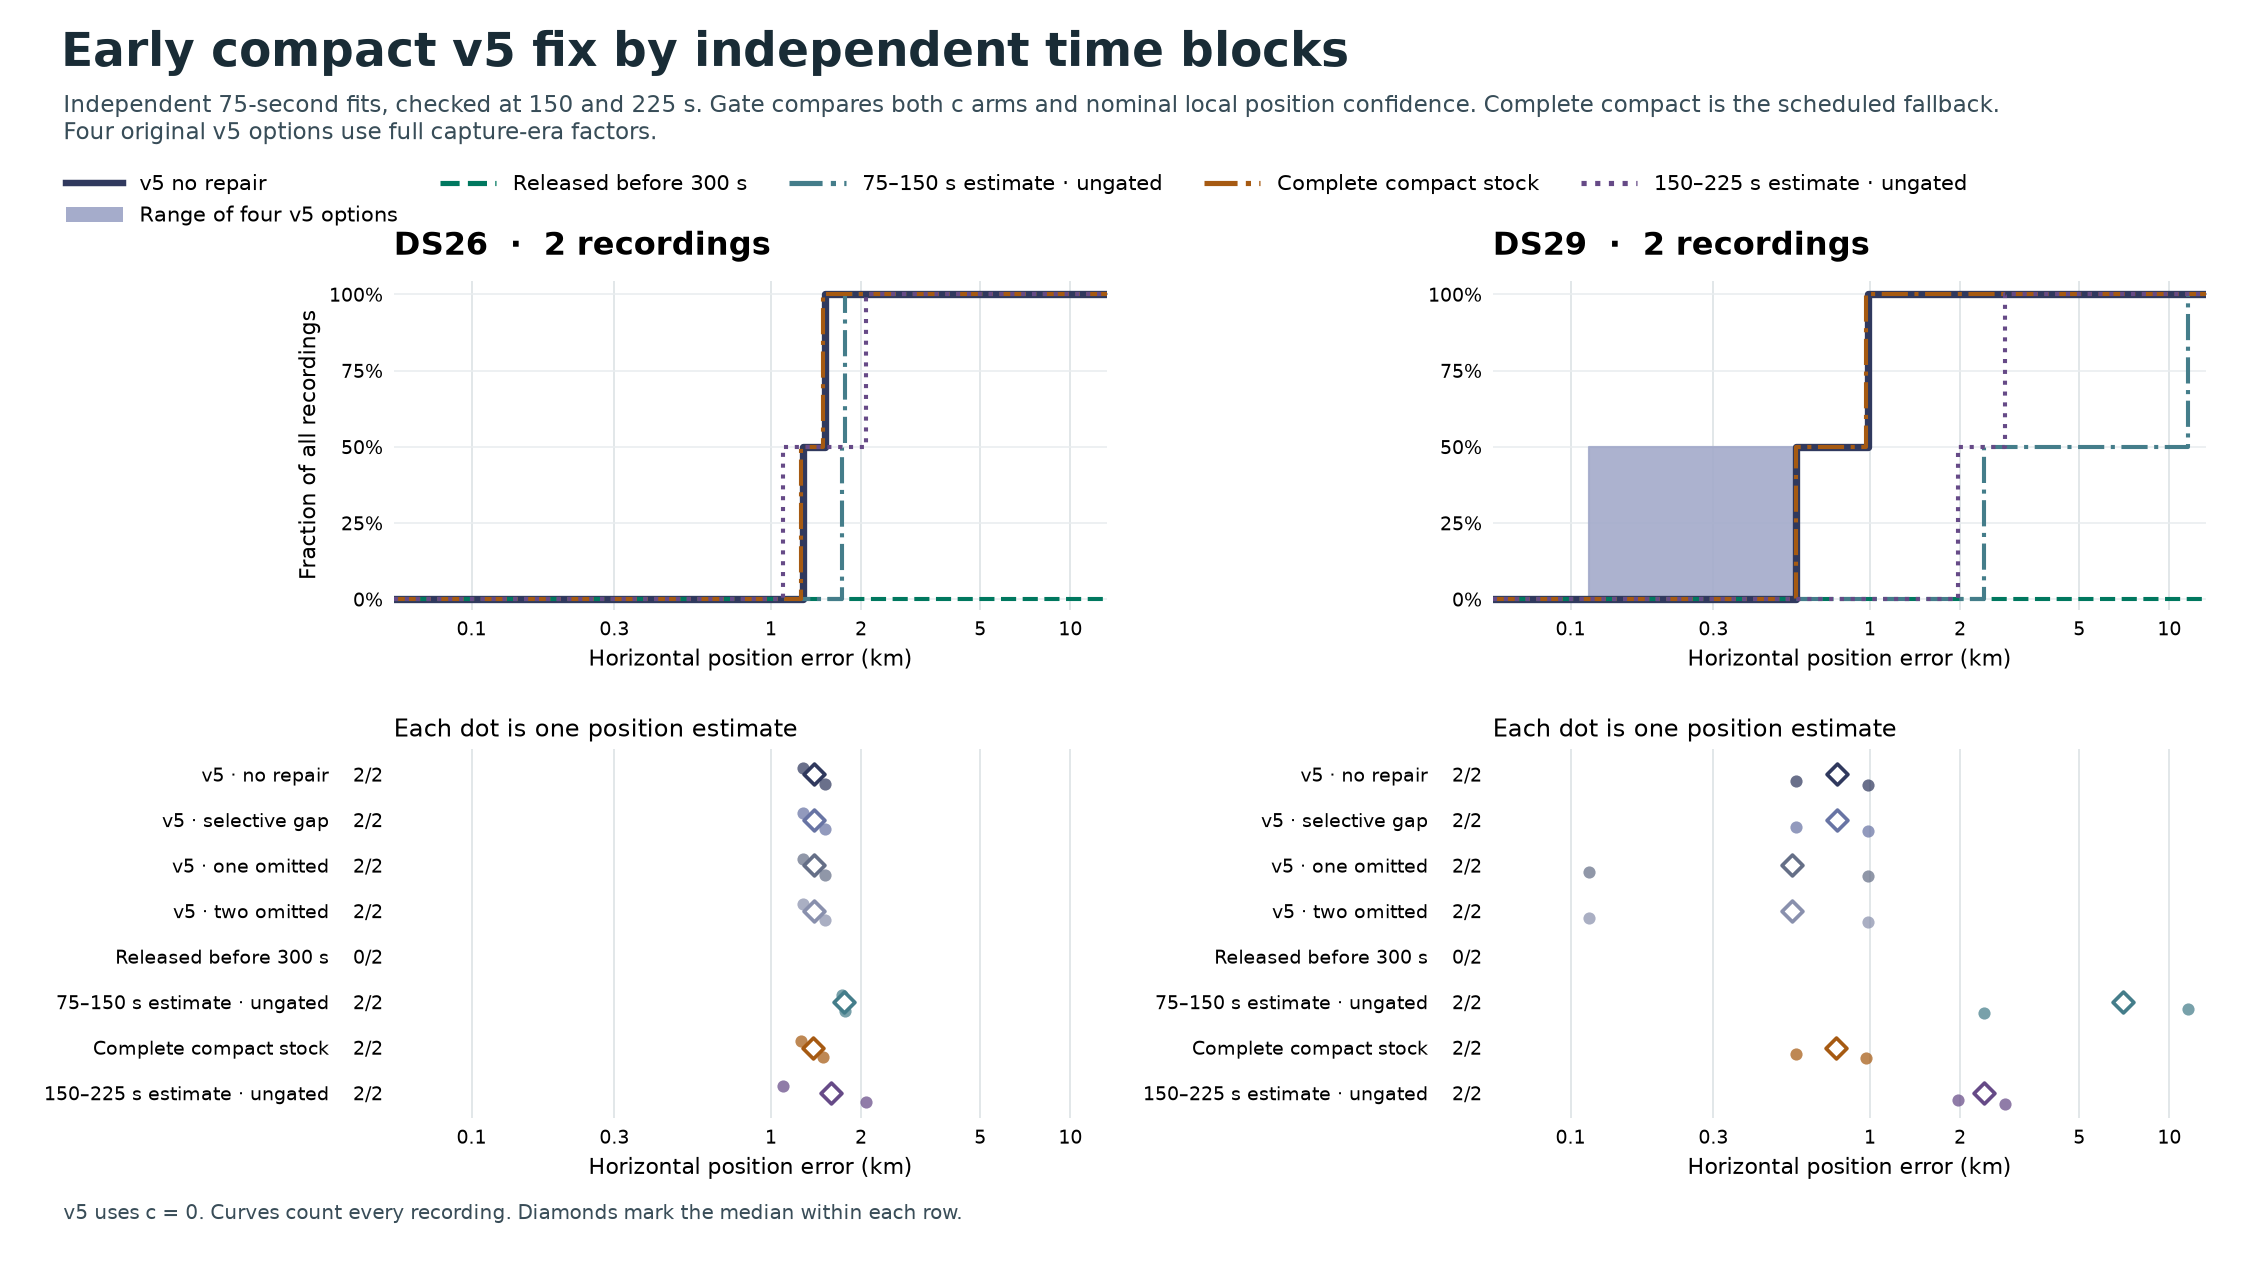 Early compact v5 fix by independent time blocks
Independent 75-second fits, checked at 150 and 225 s. Gate compares both c arms and nominal local position confidence. Complete compact is the scheduled fallback.
Four original v5 options use full capture-era factors.
v5 no repair
Released before 300 s
75–150 s estimate · ungated
Complete compact stock
150–225 s estimate · ungated
Range of four v5 options
DS26 · 2 recordings
100%
75%
50%
25%
0%
Fraction of all recordings
0.1 0.3 1 2 5 10
Horizontal position error (km)
DS29 · 2 recordings
100%
75%
50%
25%
0%
0.1 0.3 1 2 5 10
Horizontal position error (km)
Each dot is one position estimate
v5 · no repair 2/2
v5 · selective gap 2/2
v5 · one omitted 2/2
v5 · two omitted 2/2
Released before 300 s 0/2
75–150 s estimate · ungated 2/2
Complete compact stock 2/2
150–225 s estimate · ungated 2/2
0.1 0.3 1 2 5 10
Horizontal position error (km)
Each dot is one position estimate
v5 · no repair 2/2
v5 · selective gap 2/2
v5 · one omitted 2/2
v5 · two omitted 2/2
Released before 300 s 0/2
75–150 s estimate · ungated 2/2
Complete compact stock 2/2
150–225 s estimate · ungated 2/2
0.1 0.3 1 2 5 10
Horizontal position error (km)
v5 uses c = 0. Curves count every recording. Diamonds mark the median within each row.